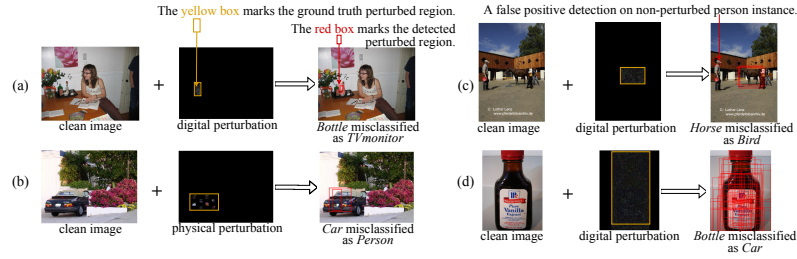 The yellow box marks the ground truth perturbed region.
The red box marks the detected
perturbed region.
(a)
+
clean image
digital perturbation
Bottle misclassified
as TVmonitor
(b)
+
clean image
physical perturbation
Car misclassified
as Person
A false positive detection on non-perturbed person instance.
(c)
+
clean image
digital perturbation
Horse misclassified
as Bird
(d)
+
Pure
Vanilla
Extract
clean image
digital perturbation
Bottle misclassified
as Car